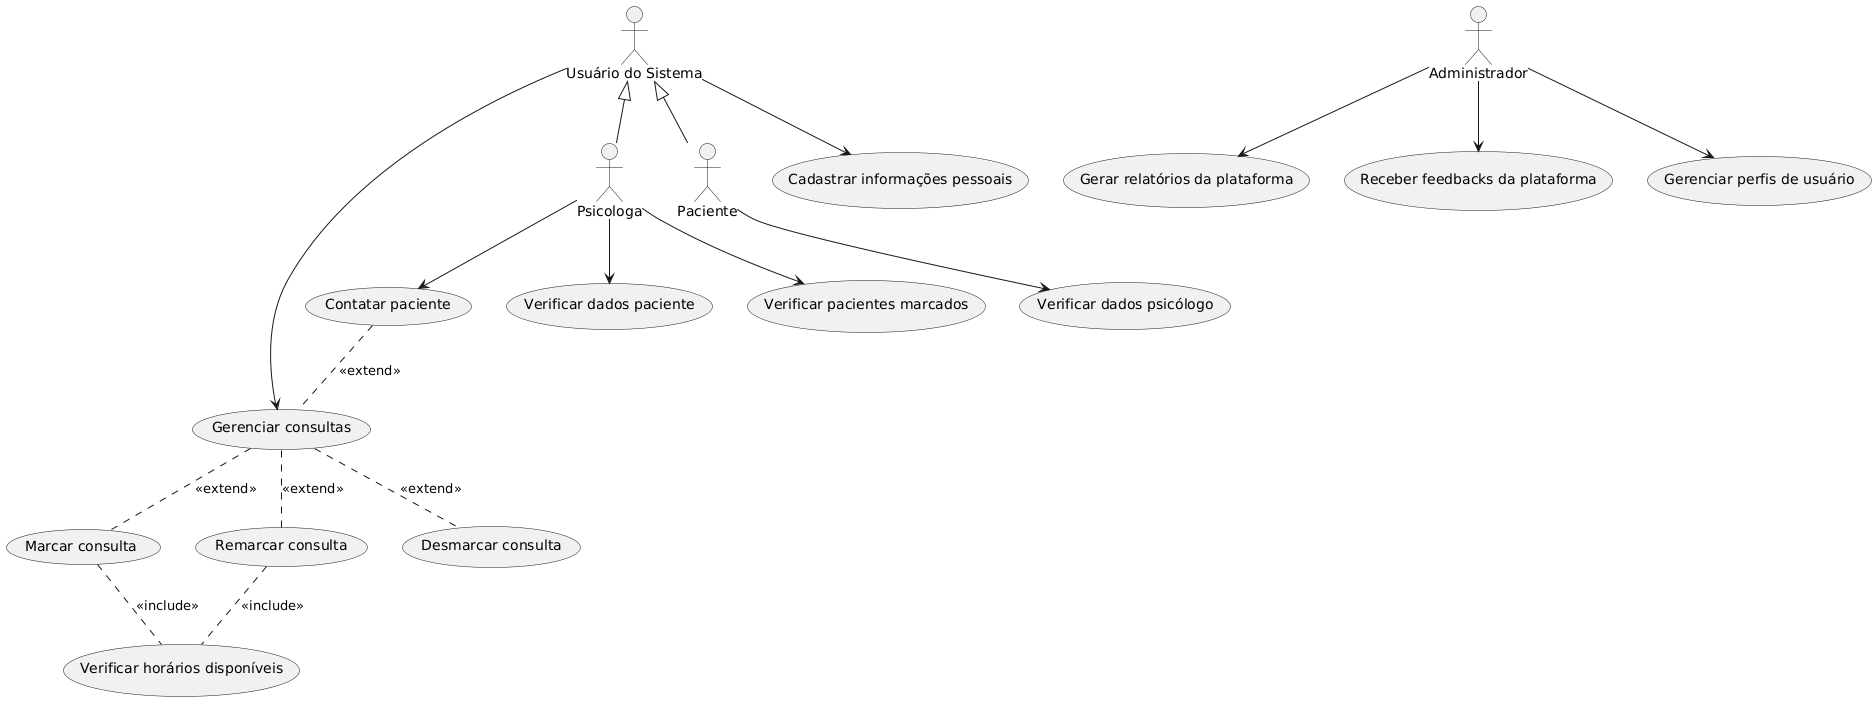 Usuário do Sistema
Administrador
Cadastrar informações pessoais
Gerar relatórios da plataforma
Receber feedbacks da plataforma
Gerenciar perfis de usuário
Psicologa
Paciente
Contatar paciente
Verificar dados paciente
Verificar pacientes marcados
Verificar dados psicólogo
«extend»
Gerenciar consultas
«extend»
«extend»
«extend»
Marcar consulta
Remarcar consulta
Desmarcar consulta
«include»
«include»
Verificar horários disponíveis